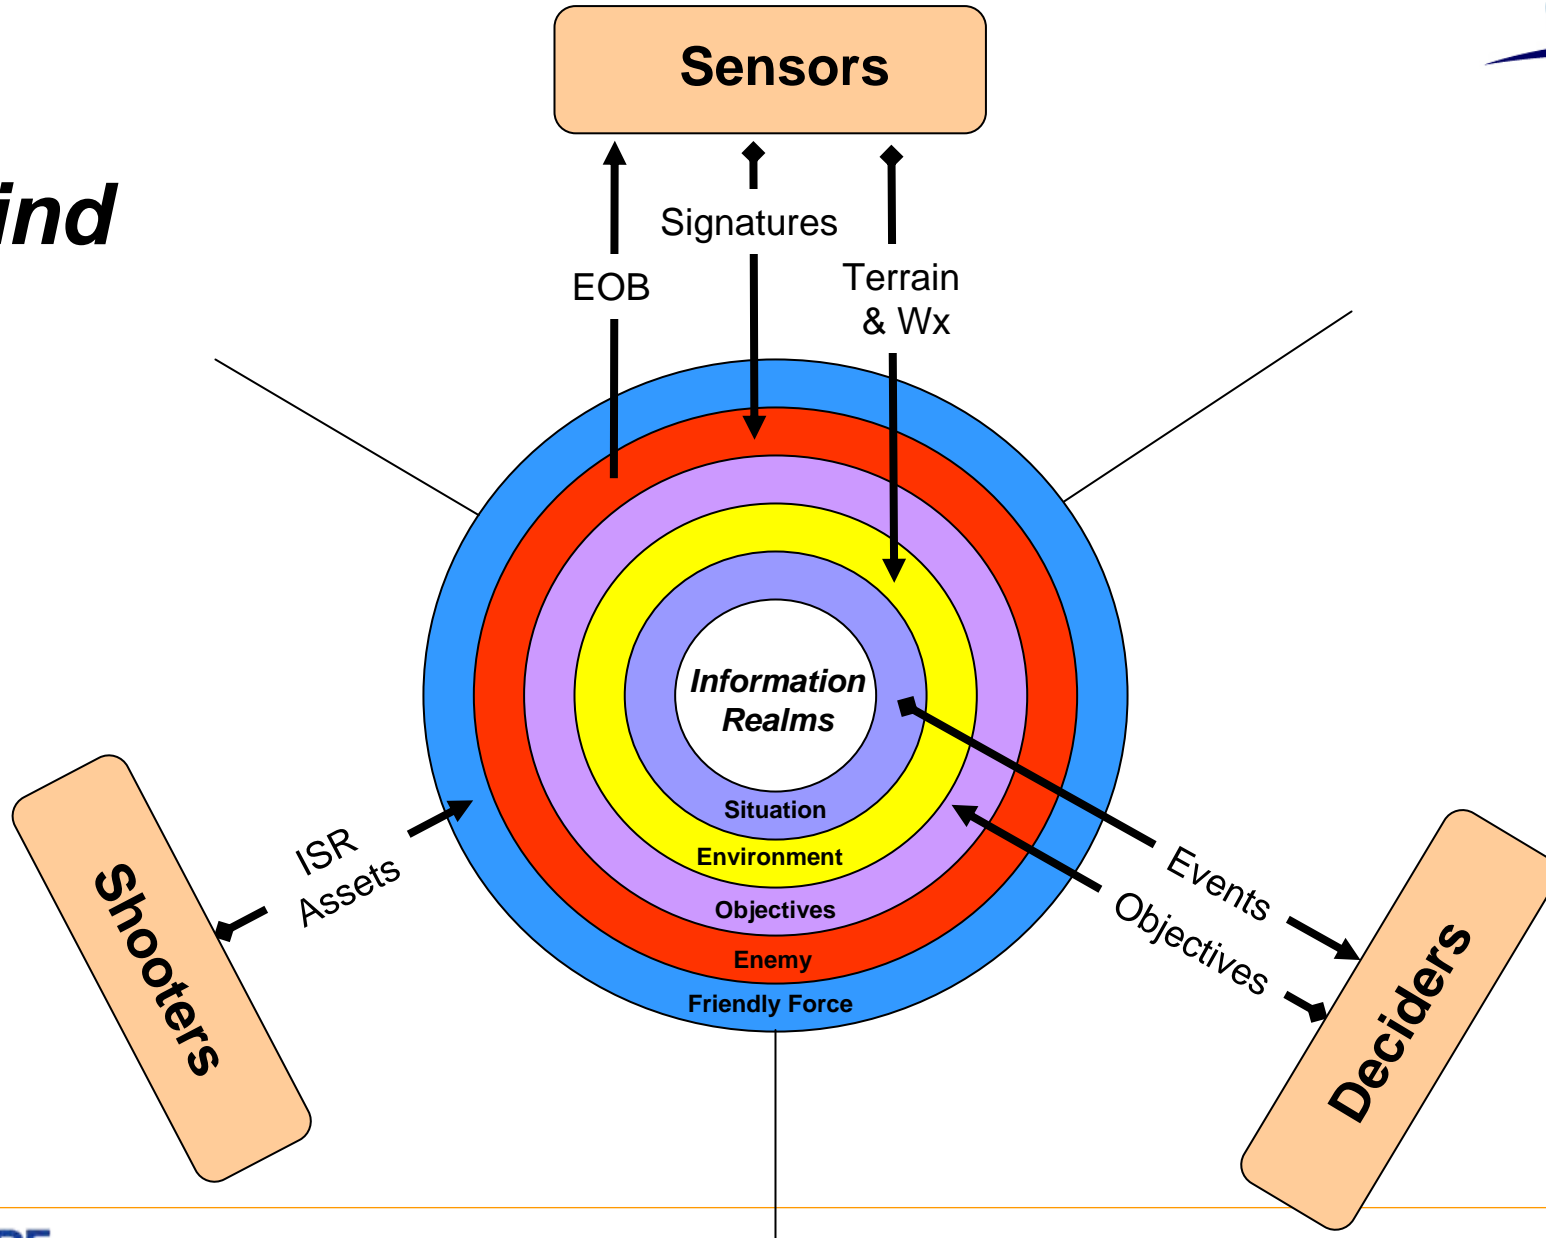 Sensors
ind
Signatures
EOB
Terrain
& Wx
Information
Realms
Situation
Environment
Objectives
Enemy
Friendly Force
ISR
Assets
Shooters
Events
Objectives
Deciders